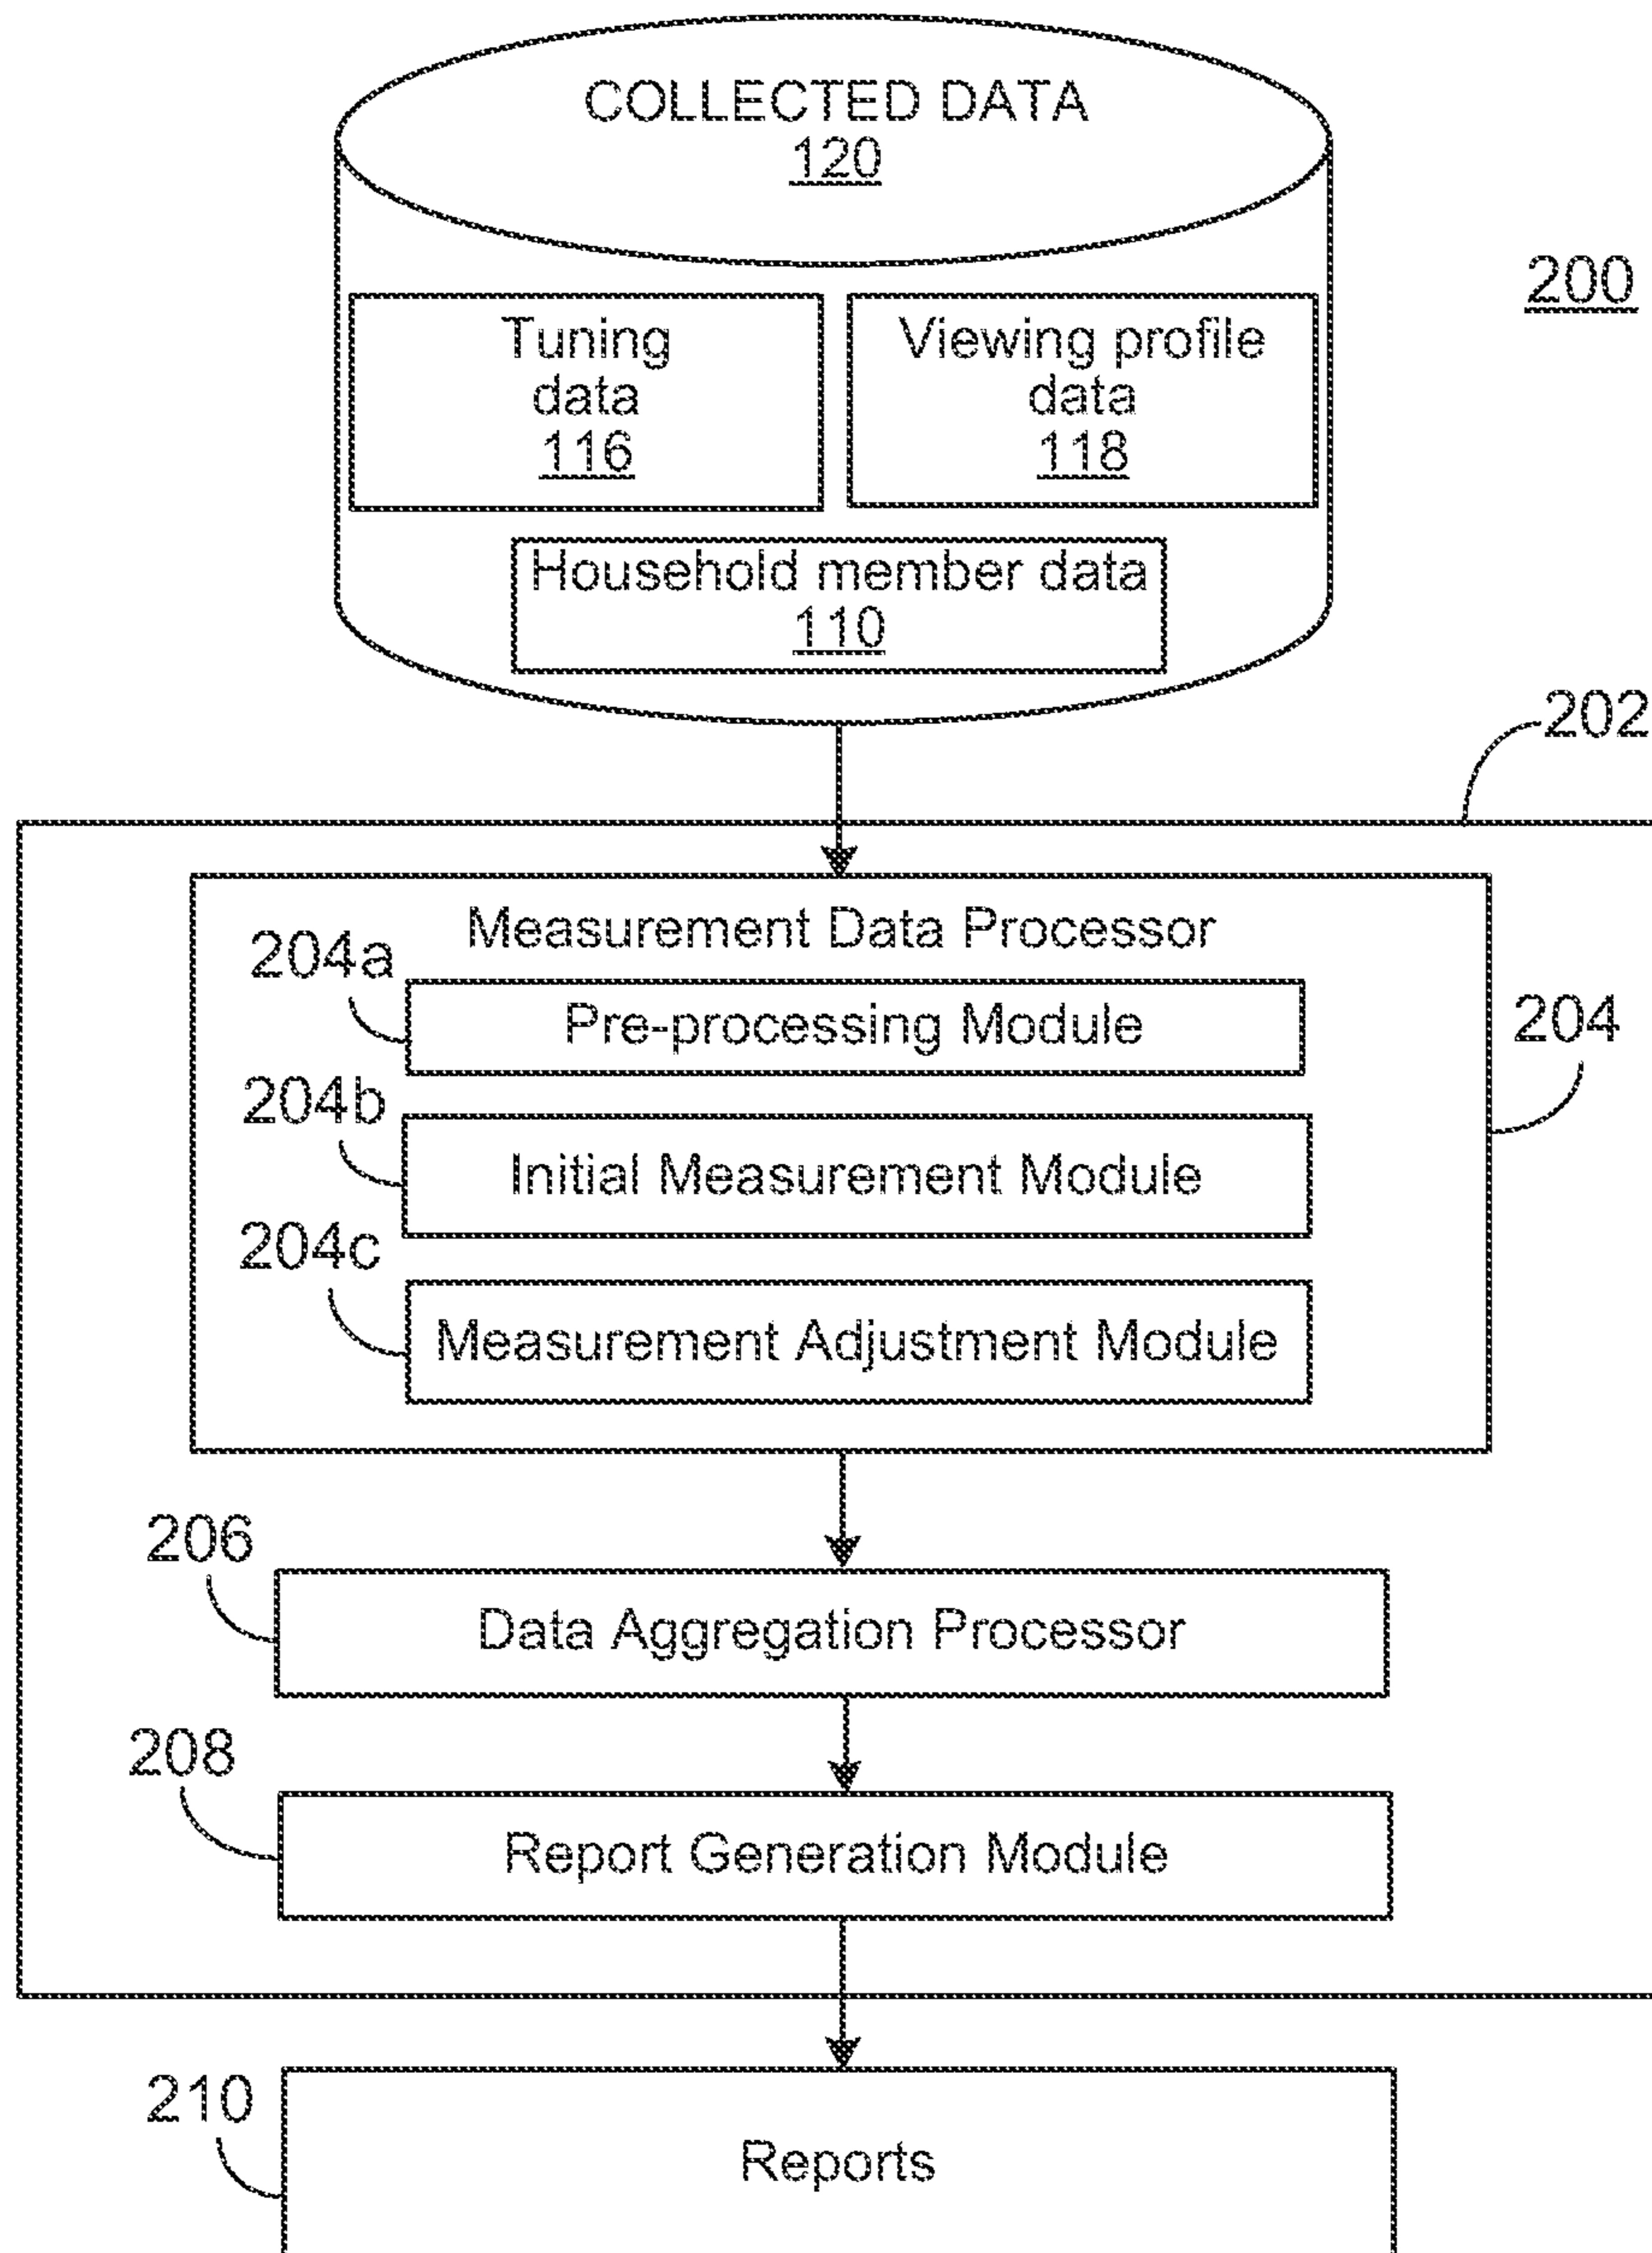 COLLECTED DATA
120
200
Tuning
data
116
Viewing profile
data
118
Household member data
110
202
Measurement Data Processor
204a
Pre-processing Module
204
204b
Initial Measurement Module
204c
Measurement Adjustment Module
206
Data Aggregation Processor
208
Report Generation Module
210
Reports